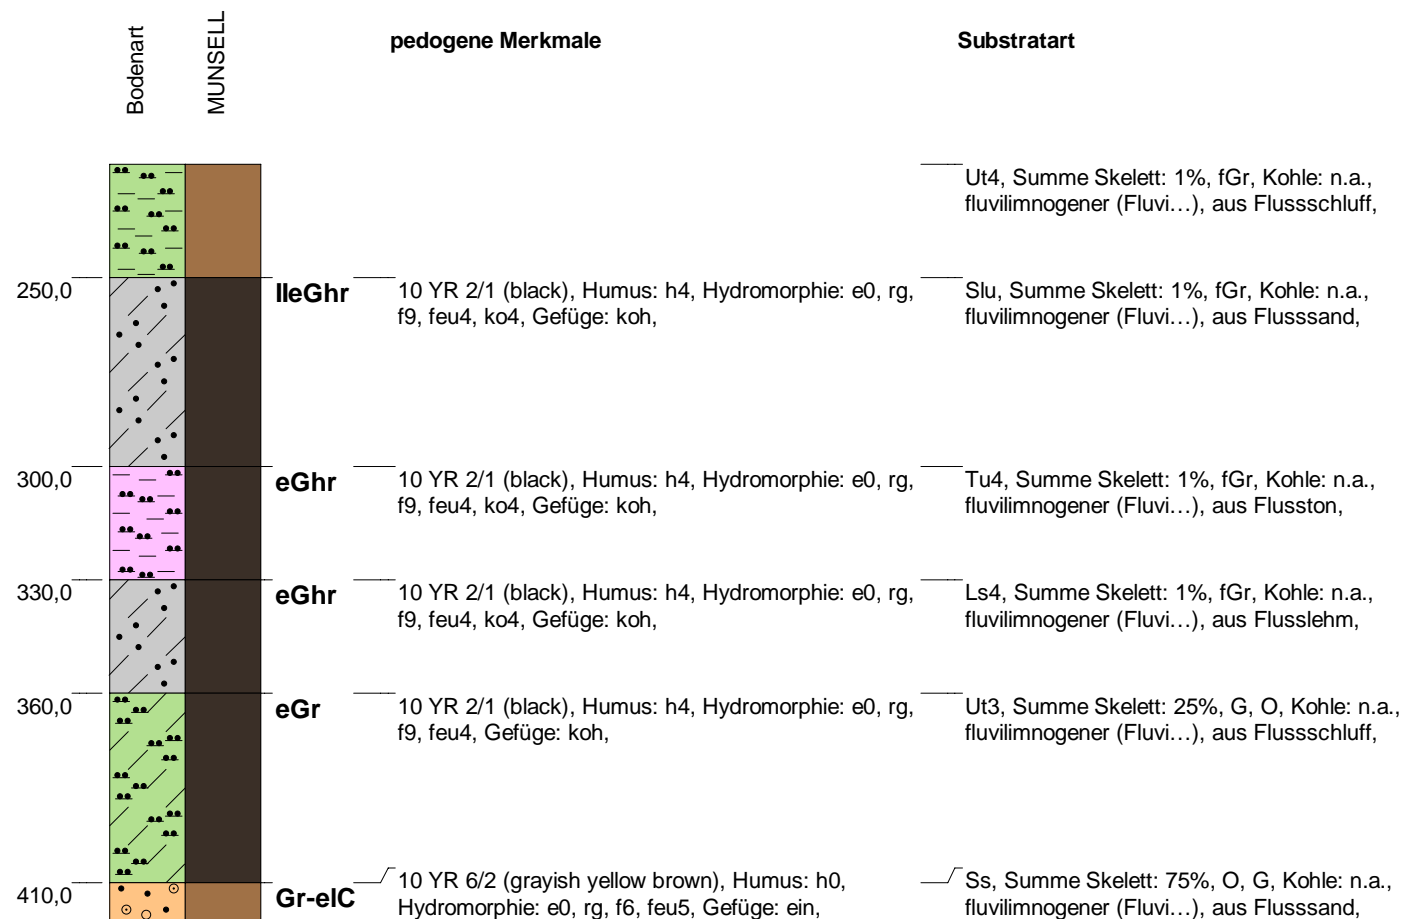 Bodenart
MUNSELL
pedogene Merkmale
Substratart
Ut4, Summe Skelett: 1%, fGr, Kohle: n.a.,
fluvilimnogener (Fluvi…), aus Flussschluff,
250,0
IIeGhr
10 YR 2/1 (black), Humus: h4, Hydromorphie: e0, rg,
f9, feu4, ko4, Gefüge: koh,
Slu, Summe Skelett: 1%, fGr, Kohle: n.a.,
fluvilimnogener (Fluvi…), aus Flusssand,
300,0
eGhr
10 YR 2/1 (black), Humus: h4, Hydromorphie: e0, rg,
f9, feu4, ko4, Gefüge: koh,
Tu4, Summe Skelett: 1%, fGr, Kohle: n.a.,
fluvilimnogener (Fluvi…), aus Flusston,
330,0
eGhr
10 YR 2/1 (black), Humus: h4, Hydromorphie: e0, rg,
f9, feu4, ko4, Gefüge: koh,
Ls4, Summe Skelett: 1%, fGr, Kohle: n.a.,
fluvilimnogener (Fluvi…), aus Flusslehm,
360,0
eGr
10 YR 2/1 (black), Humus: h4, Hydromorphie: e0, rg,
f9, feu4, Gefüge: koh,
Ut3, Summe Skelett: 25%, G, O, Kohle: n.a.,
fluvilimnogener (Fluvi…), aus Flussschluff,
410,0
Gr-elC
10 YR 6/2 (grayish yellow brown), Humus: h0,
Hydromorphie: e0, rg, f6, feu5, Gefüge: ein,
Ss, Summe Skelett: 75%, O, G, Kohle: n.a.,
fluvilimnogener (Fluvi…), aus Flusssand,